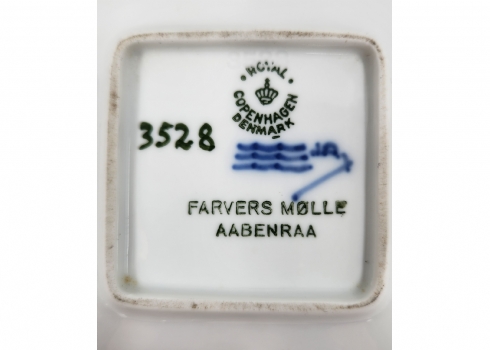 ROYAL
COPENHAGEN
DENMARK
3528
FARVERS MØLLE
AABENRAA